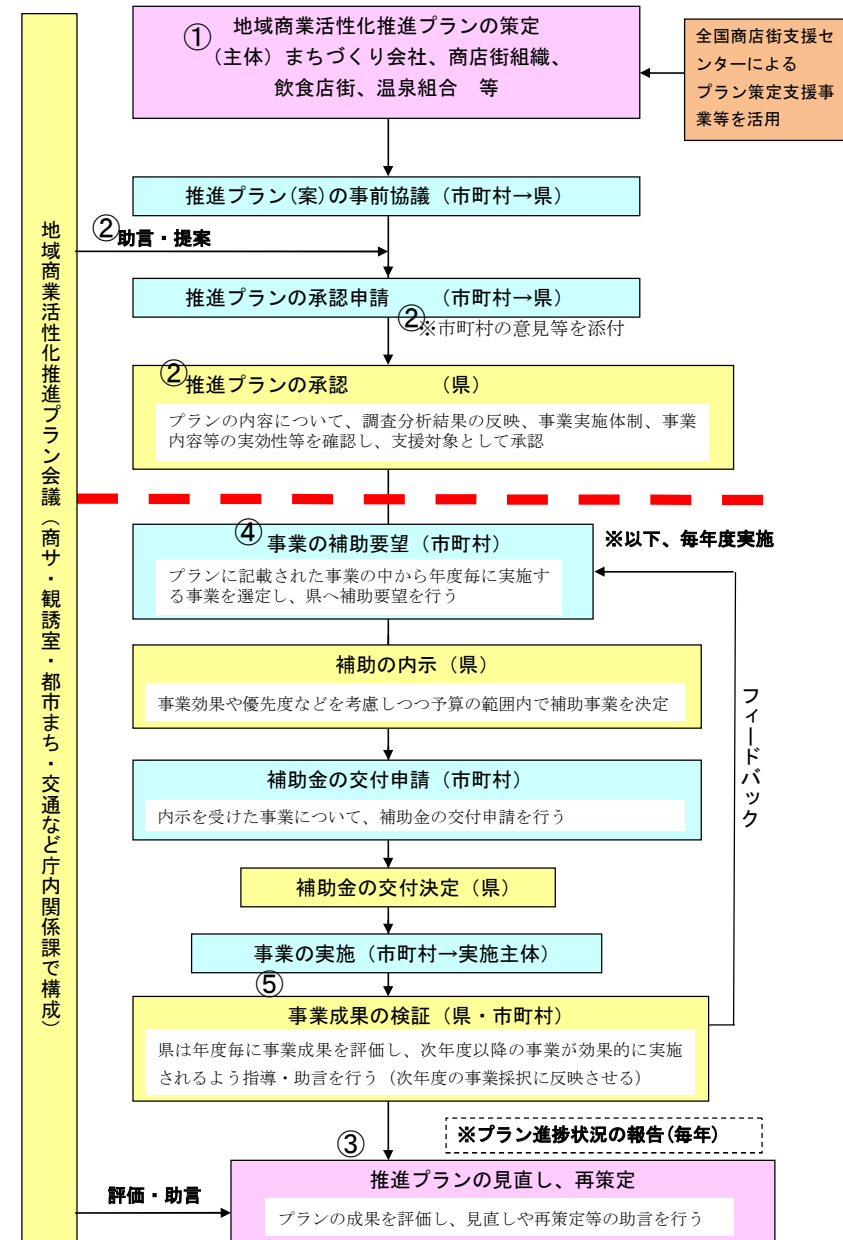 ① 地域商業活性化推進プランの策定
（主体）まちづくり会社、商店街組織、
飲食店街、温泉組合　等
全国商店街支援セ
ンターによる
プラン策定支援事
業等を活用
地域商業活性化推進プラン会議（商サ・観誘室・都市まち・交通など庁内関係課で構成）
推進プラン(案)の事前協議（市町村→県）
②助言・提案
推進プランの承認申請　　（市町村→県）
②※市町村の意見等を添付
②推進プランの承認　　　　（県）
プランの内容について、調査分析結果の反映、事業実施体制、事業
内容等の実効性等を確認し、支援対象として承認
④ 事業の補助要望（市町村）
※以下、毎年度実施
プランに記載された事業の中から年度毎に実施す
る事業を選定し、県へ補助要望を行う
補助の内示（県）
事業効果や優先度などを考慮しつつ予算の範囲内で補助事業を決定
フィードバック
補助金の交付申請（市町村）
内示を受けた事業について、補助金の交付申請を行う
補助金の交付決定（県）
事業の実施（市町村→実施主体）
⑤
事業成果の検証（県・市町村）
県は年度毎に事業成果を評価し、次年度以降の事業が効果的に実施
されるよう指導・助言を行う（次年度の事業採択に反映させる）
※プラン進捗状況の報告(毎年)
③
推進プランの見直し、再策定
評価・助言
プランの成果を評価し、見直しや再策定等の助言を行う